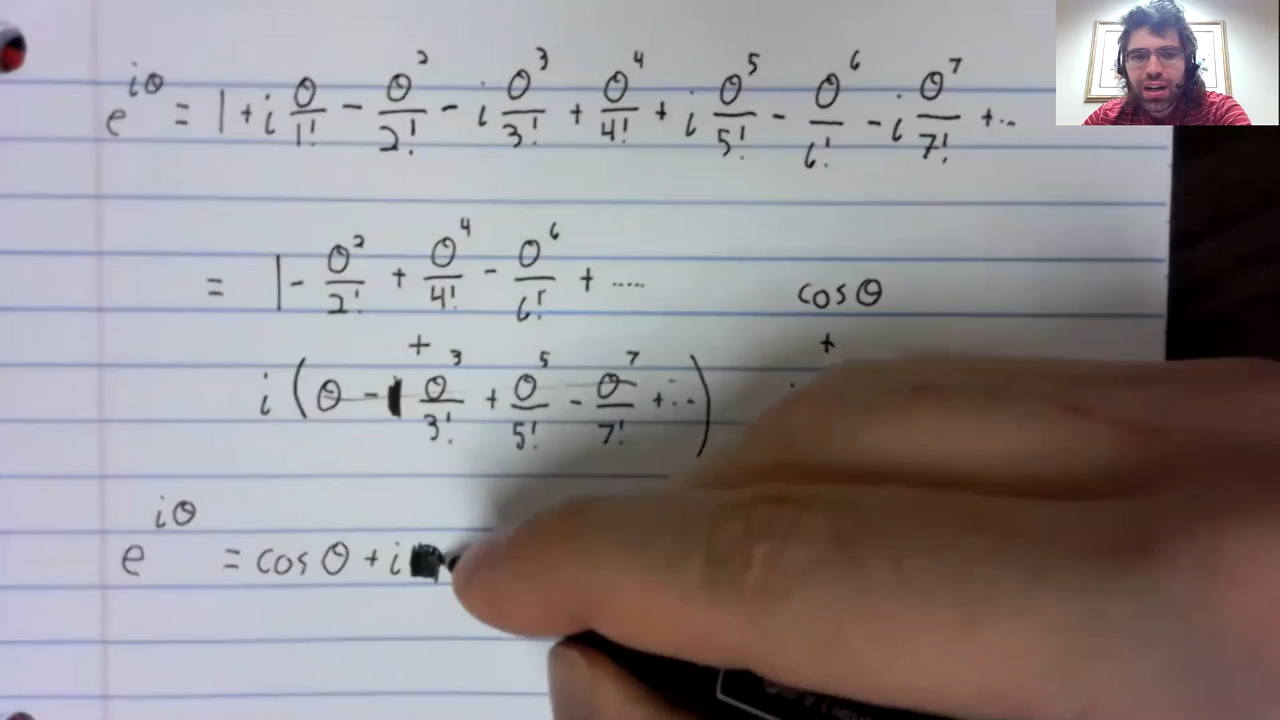 e^{iθ} = 1 + i θ/1! − θ²/2! − i θ³/3! + θ⁴/4! + i θ⁵/5! − θ⁶/6! − i θ⁷/7! + ..
= 1 − θ²/2! + θ⁴/4! − θ⁶/6! + ..... cos θ
+ +
i ( θ − θ³/3! + θ⁵/5! − θ⁷/7! + ... )
e^{iθ} = cos θ + i